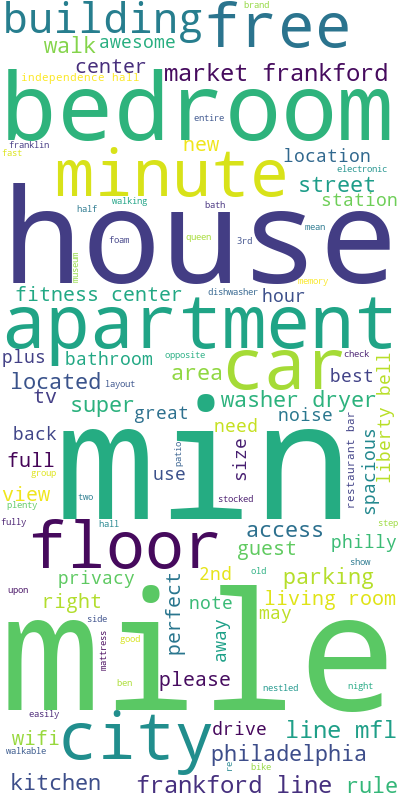 brand
building free
walk awesome
center market frankford
independence hall
bedroom
entire
franklin new
fast minute location
electronic
street
walking station
half bath
house
queen 3rd mean
foam
museum
memory
fitness center dishwasher hour
apartment
plus bathroom opposite car check
located layout area best
tv super washer dryer liberty bell
great noise
back need restaurant bar
min
full size spacious
group use patio
view two stocked
plenty
fully hall floor access step
guest philly
old show
privacy 2nd parking
upon right perfect note living room
mile
side away may
mattress good
please
ben nestled night
easily city drive line mfl
wifi philadelphia
walkable re bike
kitchen frankford line rule